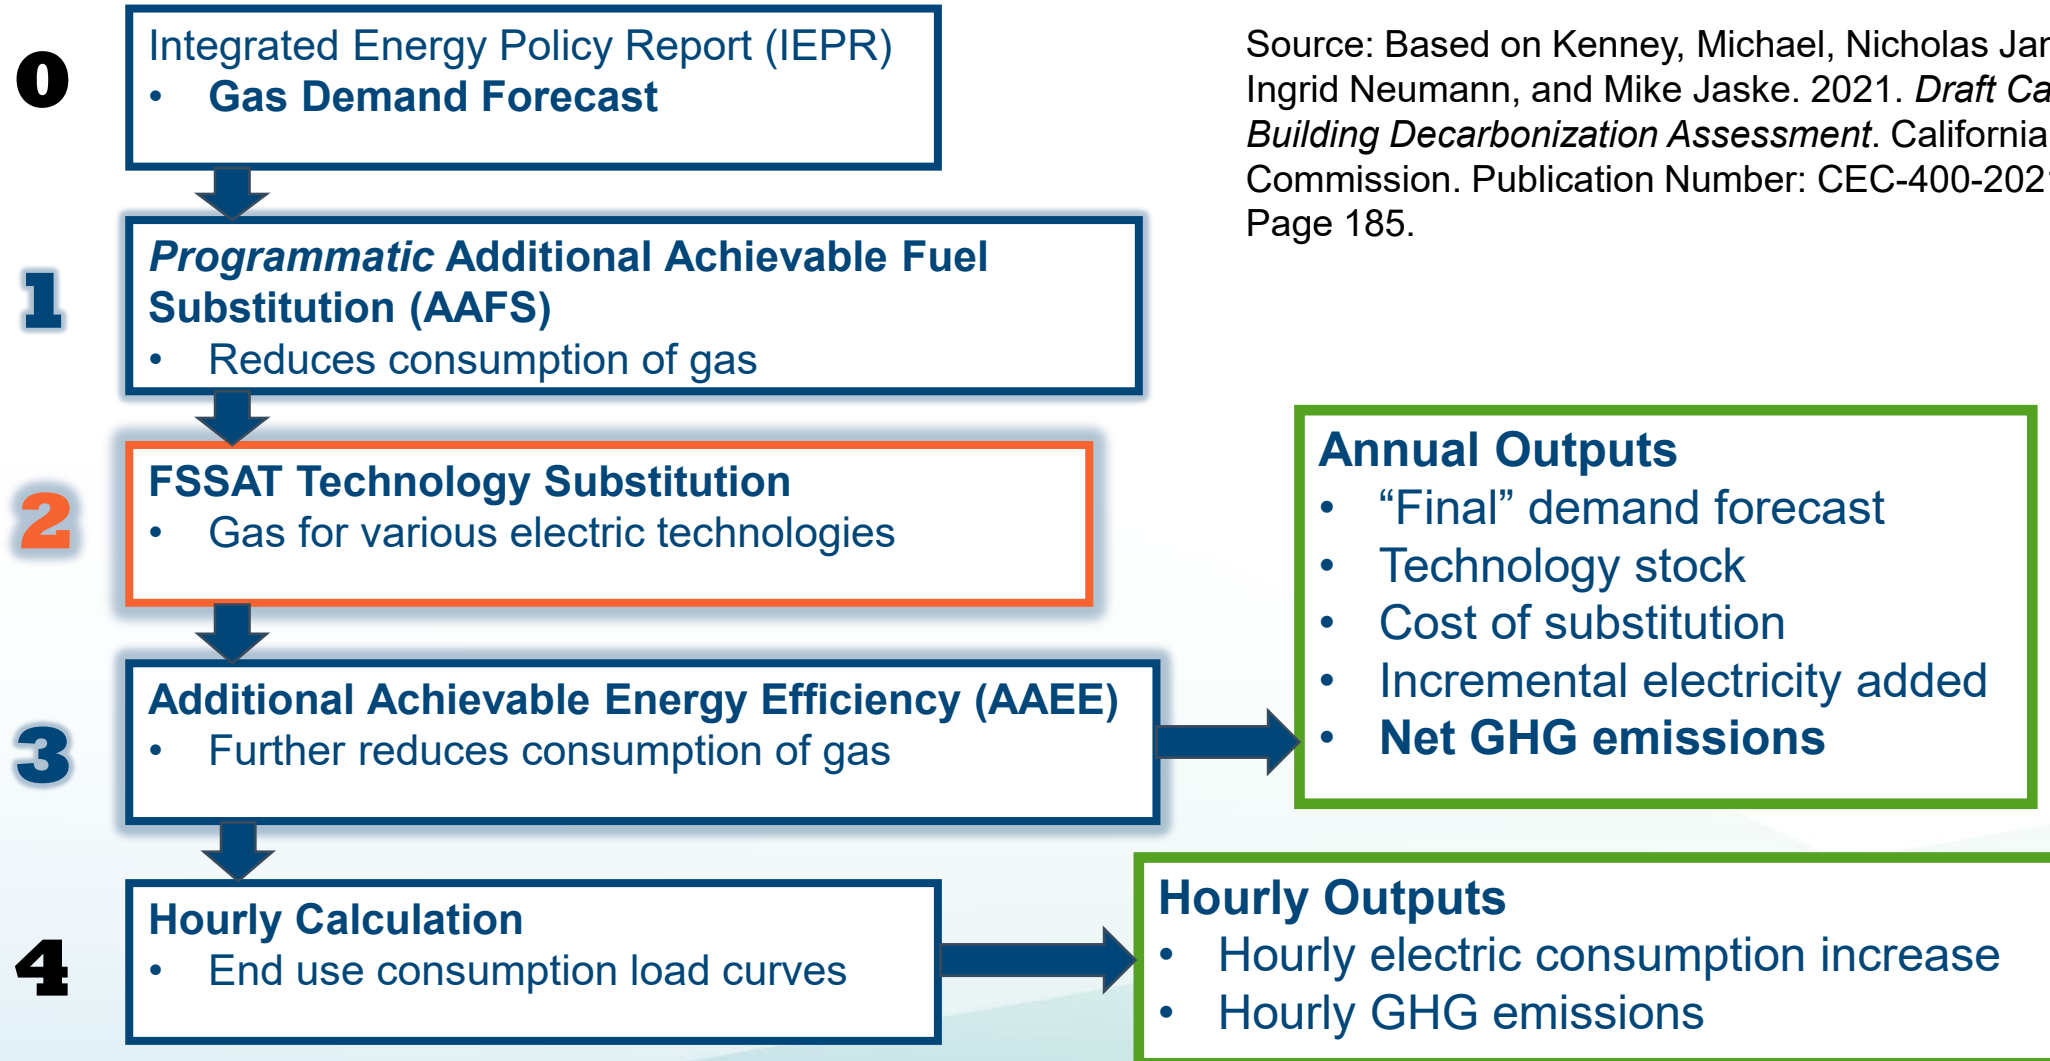 0
Integrated Energy Policy Report (IEPR)
• Gas Demand Forecast
Source: Based on Kenney, Michael, Nicholas
Ingrid Neumann, and Mike Jaske. 2021. Draft
Building Decarbonization Assessment. California
Commission. Publication Number: CEC-400-202
Page 185.
1
Programmatic Additional Achievable Fuel
Substitution (AAFS)
• Reduces consumption of gas
2
FSSAT Technology Substitution
• Gas for various electric technologies
3
Additional Achievable Energy Efficiency (AAEE)
• Further reduces consumption of gas
Annual Outputs
• “Final” demand forecast
• Technology stock
• Cost of substitution
• Incremental electricity added
• Net GHG emissions
4
Hourly Calculation
• End use consumption load curves
Hourly Outputs
• Hourly electric consumption increase
• Hourly GHG emissions